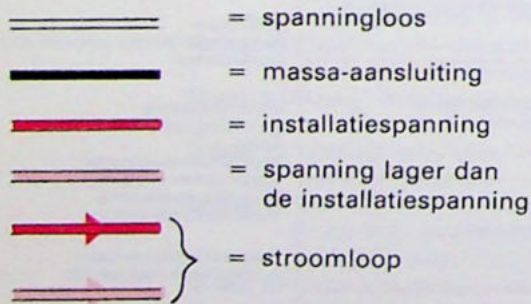 = spanningloos
= massa-aansluiting
= installatiespanning
= spanning lager dan
de installatiespanning
= stroomloop